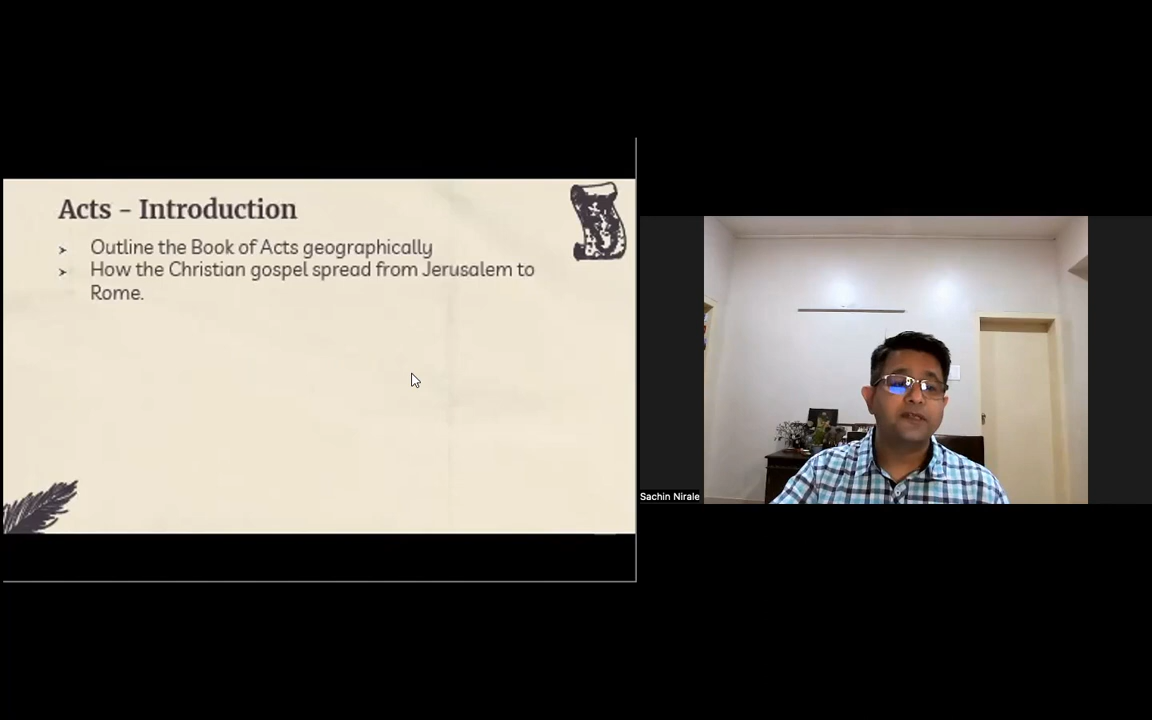 Acts - Introduction
➢ Outline the Book of Acts geographically
➢ How the Christian gospel spread from Jerusalem to
Rome.
Sachin Nirale